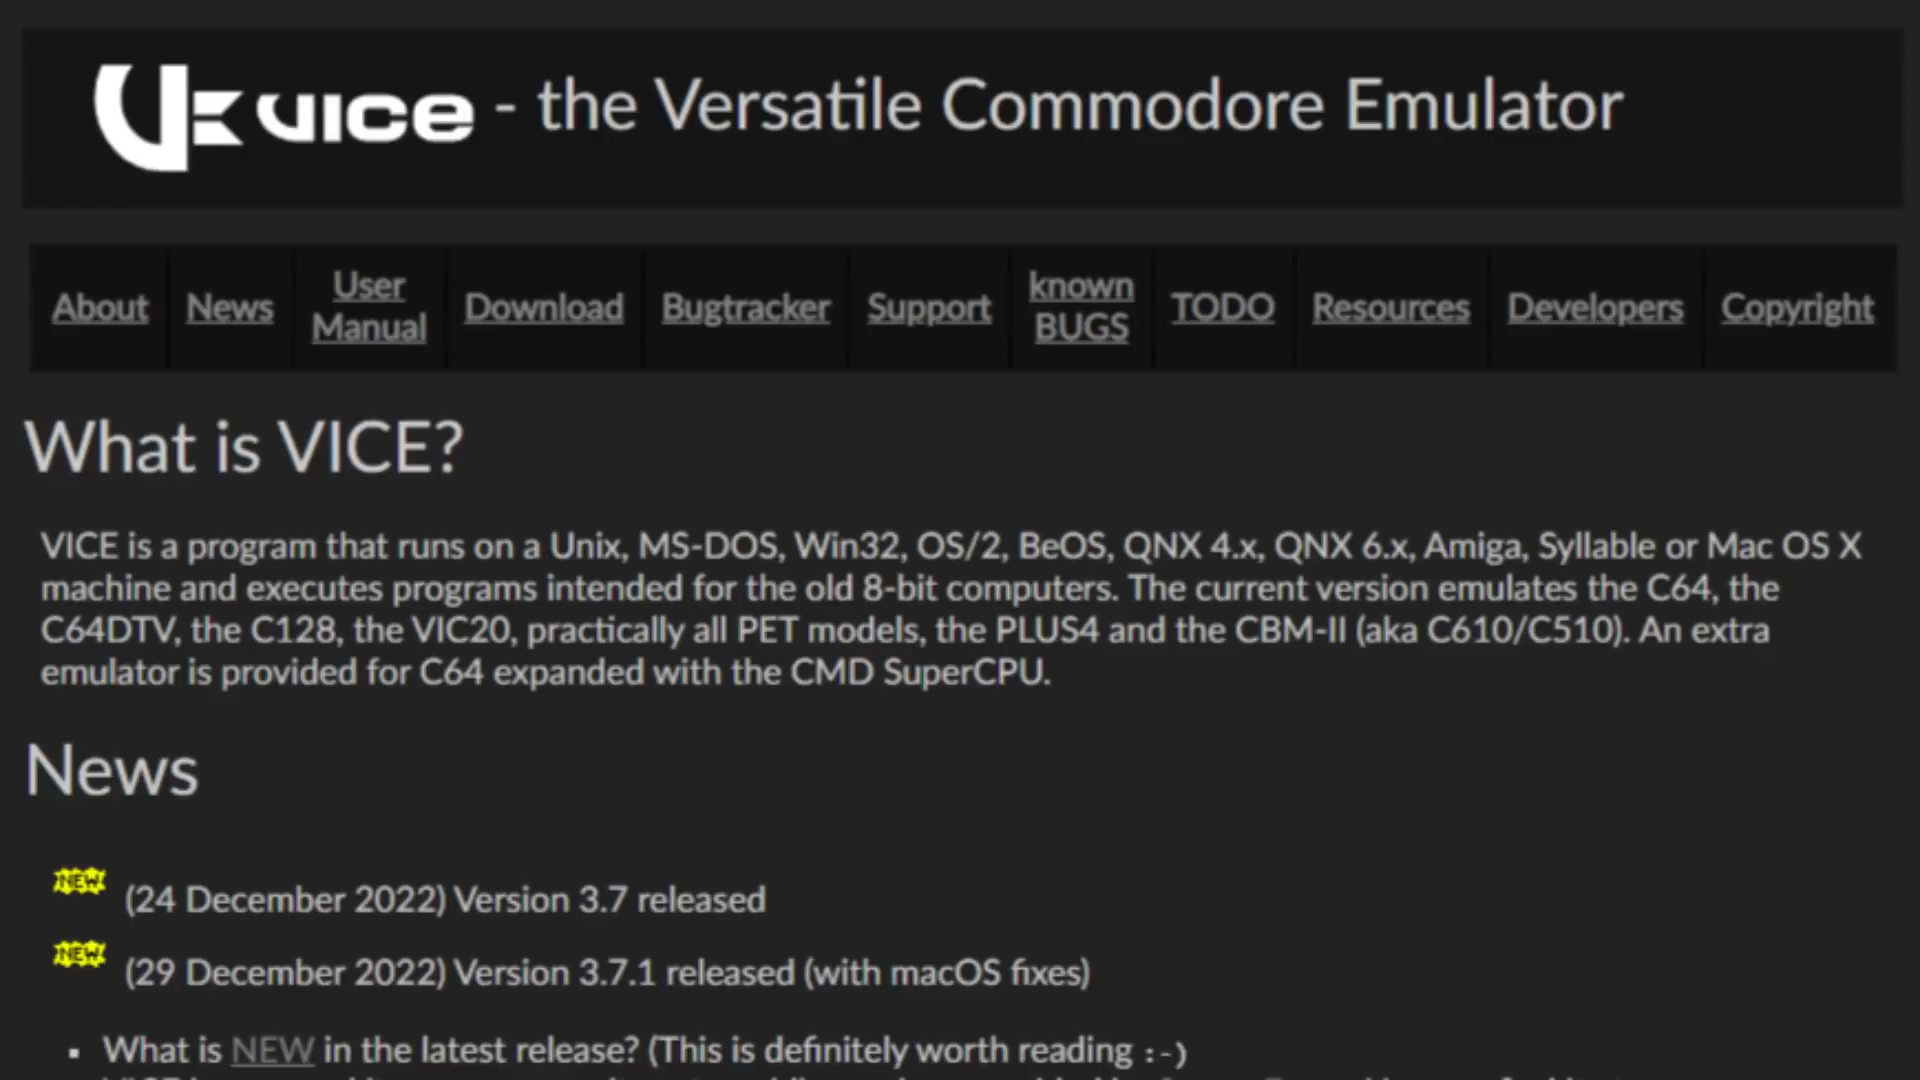 VICE - the Versatile Commodore Emulator
About News User Manual Download Bugtracker Support known BUGS TODO Resources Developers Copyright
What is VICE?
VICE is a program that runs on a Unix, MS-DOS, Win32, OS/2, BeOS, QNX 4.x, QNX 6.x, Amiga, Syllable or Mac OS X
machine and executes programs intended for the old 8-bit computers. The current version emulates the C64, the
C64DTV, the C128, the VIC20, practically all PET models, the PLUS4 and the CBM-II (aka C610/C510). An extra
emulator is provided for C64 expanded with the CMD SuperCPU.
News
NEW! (24 December 2022) Version 3.7 released
NEW! (29 December 2022) Version 3.7.1 released (with macOS fixes)
▪ What is NEW in the latest release? (This is definitely worth reading :-)